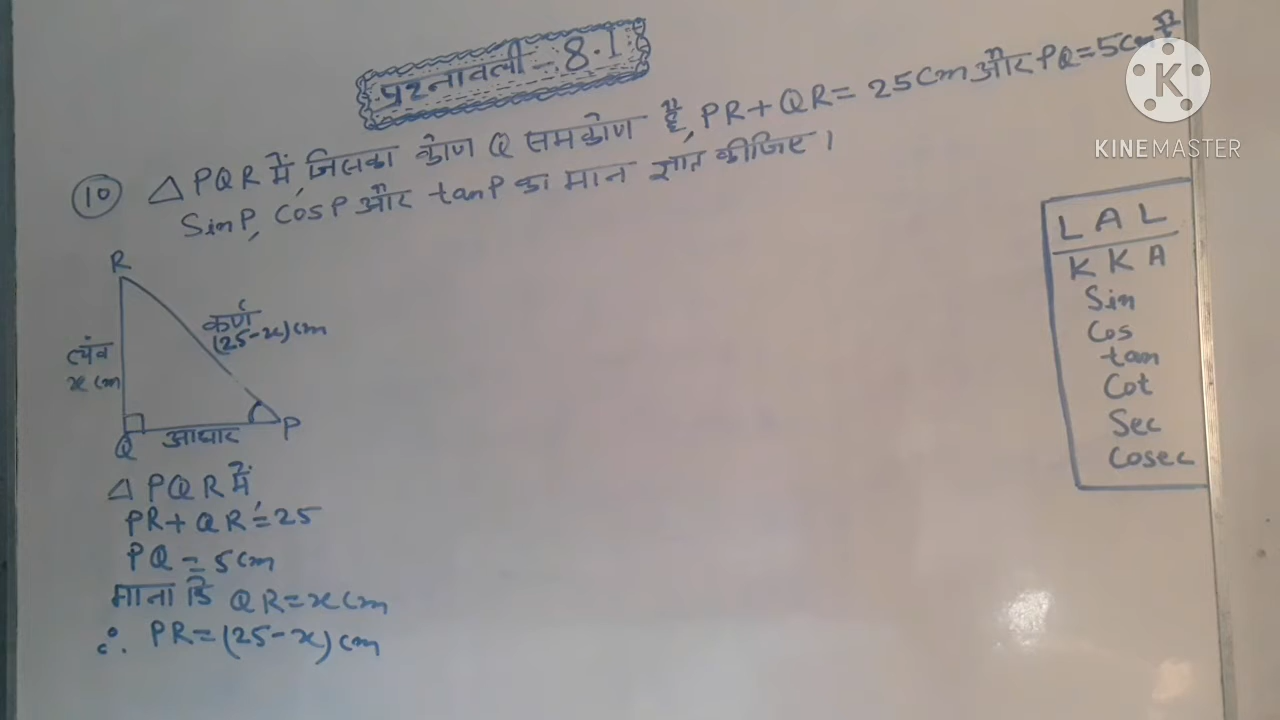 प्रश्नावली - 8.1
(10) △ PQR में, जिसका कोण Q समकोण है, PR + QR = 25 cm और PQ = 5 cm है
Sin P, Cos P और tan P का मान ज्ञात कीजिए।
K
KINEMASTER
L A L
K K A
Sin
Cos
tan
Cot
Sec
Cosec
R
कर्ण
(25-x) cm
लंब
x cm
Q
आधार
P
△ PQR में,
PR + QR = 25
PQ = 5 cm
माना कि QR = x cm
∴ PR = (25-x) cm